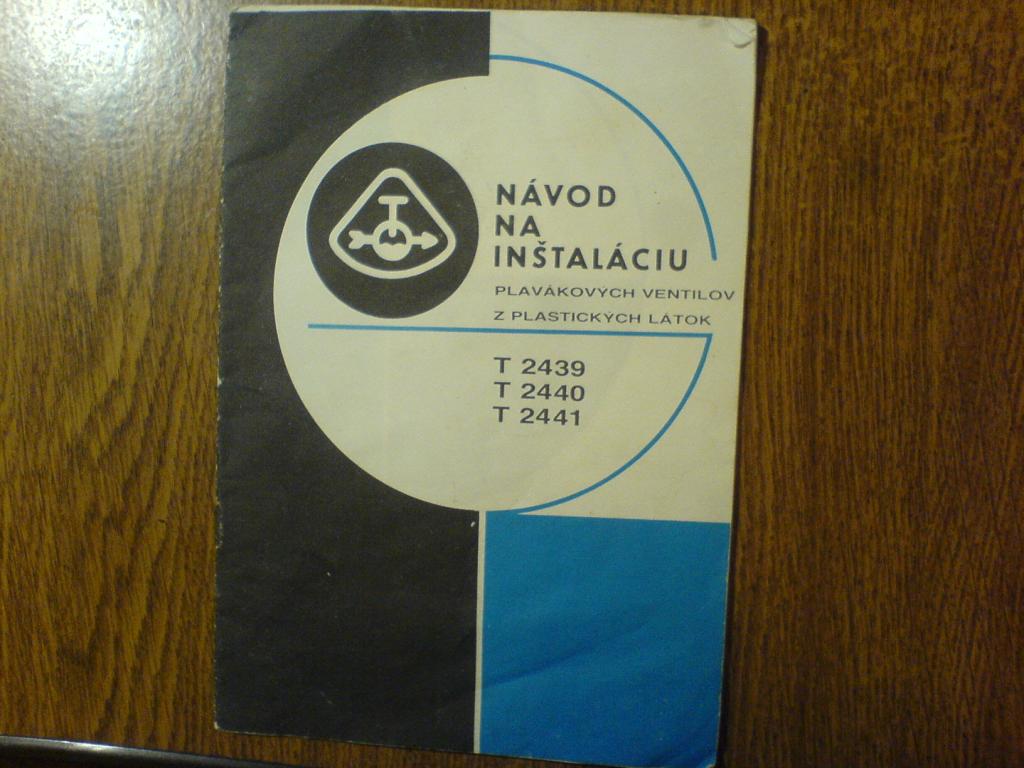 NÁVOD
NA
INŠTALÁCIU
PLAVÁKOVÝCH VENTILOV
Z PLASTICKÝCH LÁTOK
T 2439
T 2440
T 2441